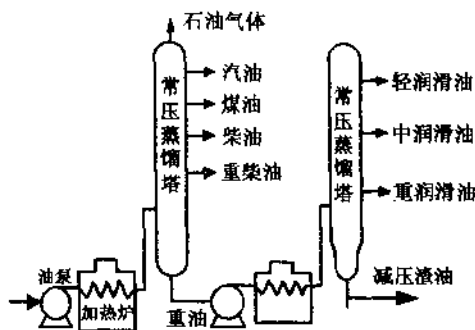 石油气体
汽油
煤油
柴油
重柴油
常压蒸馏塔
油泵
加热炉
重油
常压蒸馏塔
轻润滑油
中润滑油
重润滑油
减压渣油